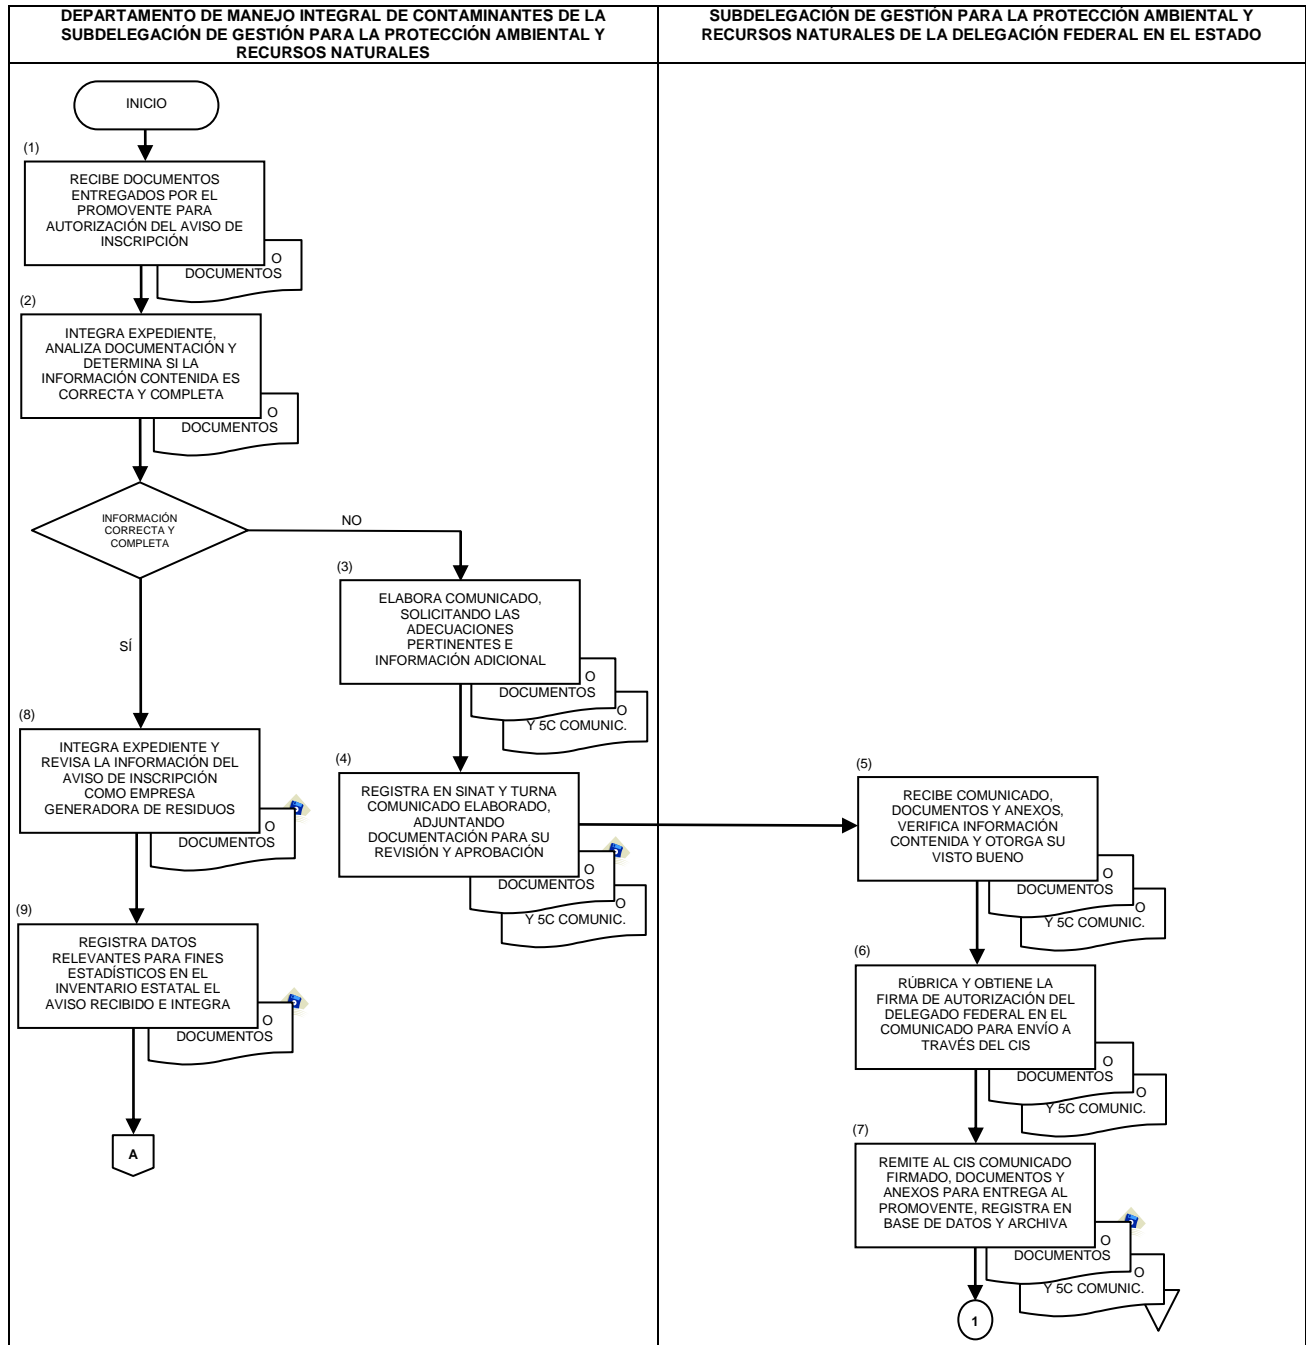 DEPARTAMENTO DE MANEJO INTEGRAL DE CONTAMINANTES DE LA
SUBDELEGACIÓN DE GESTIÓN PARA LA PROTECCIÓN AMBIENTAL Y
RECURSOS NATURALES
SUBDELEGACIÓN DE GESTIÓN PARA LA PROTECCIÓN AMBIENTAL Y
RECURSOS NATURALES DE LA DELEGACIÓN FEDERAL EN EL ESTADO
INICIO
(1)
RECIBE DOCUMENTOS
ENTREGADOS POR EL
PROMOVENTE PARA
AUTORIZACIÓN DEL AVISO DE
INSCRIPCIÓN
O
DOCUMENTOS
(2)
INTEGRA EXPEDIENTE,
ANALIZA DOCUMENTACIÓN Y
DETERMINA SI LA
INFORMACIÓN CONTENIDA ES
CORRECTA Y COMPLETA
O
DOCUMENTOS
INFORMACIÓN
CORRECTA Y
COMPLETA
NO
SÍ
(3)
ELABORA COMUNICADO,
SOLICITANDO LAS
ADECUACIONES
PERTINENTES E
INFORMACIÓN ADICIONAL
O
DOCUMENTOS
O
Y 5C COMUNIC.
(4)
REGISTRA EN SINAT Y TURNA
COMUNICADO ELABORADO,
ADJUNTANDO
DOCUMENTACIÓN PARA SU
REVISIÓN Y APROBACIÓN
O
DOCUMENTOS
O
Y 5C COMUNIC.
(5)
RECIBE COMUNICADO,
DOCUMENTOS Y ANEXOS,
VERIFICA INFORMACIÓN
CONTENIDA Y OTORGA SU
VISTO BUENO
O
DOCUMENTOS
O
Y 5C COMUNIC.
(6)
RÚBRICA Y OBTIENE LA
FIRMA DE AUTORIZACIÓN DEL
DELEGADO FEDERAL EN EL
COMUNICADO PARA ENVÍO A
TRAVÉS DEL CIS
O
DOCUMENTOS
O
Y 5C COMUNIC.
(7)
REMITE AL CIS COMUNICADO
FIRMADO, DOCUMENTOS Y
ANEXOS PARA ENTREGA AL
PROMOVENTE, REGISTRA EN
BASE DE DATOS Y ARCHIVA
O
DOCUMENTOS
O
Y 5C COMUNIC.
1
(8)
INTEGRA EXPEDIENTE Y
REVISA LA INFORMACIÓN DEL
AVISO DE INSCRIPCIÓN
COMO EMPRESA
GENERADORA DE RESIDUOS
O
DOCUMENTOS
(9)
REGISTRA DATOS
RELEVANTES PARA FINES
ESTADÍSTICOS EN EL
INVENTARIO ESTATAL EL
AVISO RECIBIDO E INTEGRA
O
DOCUMENTOS
A